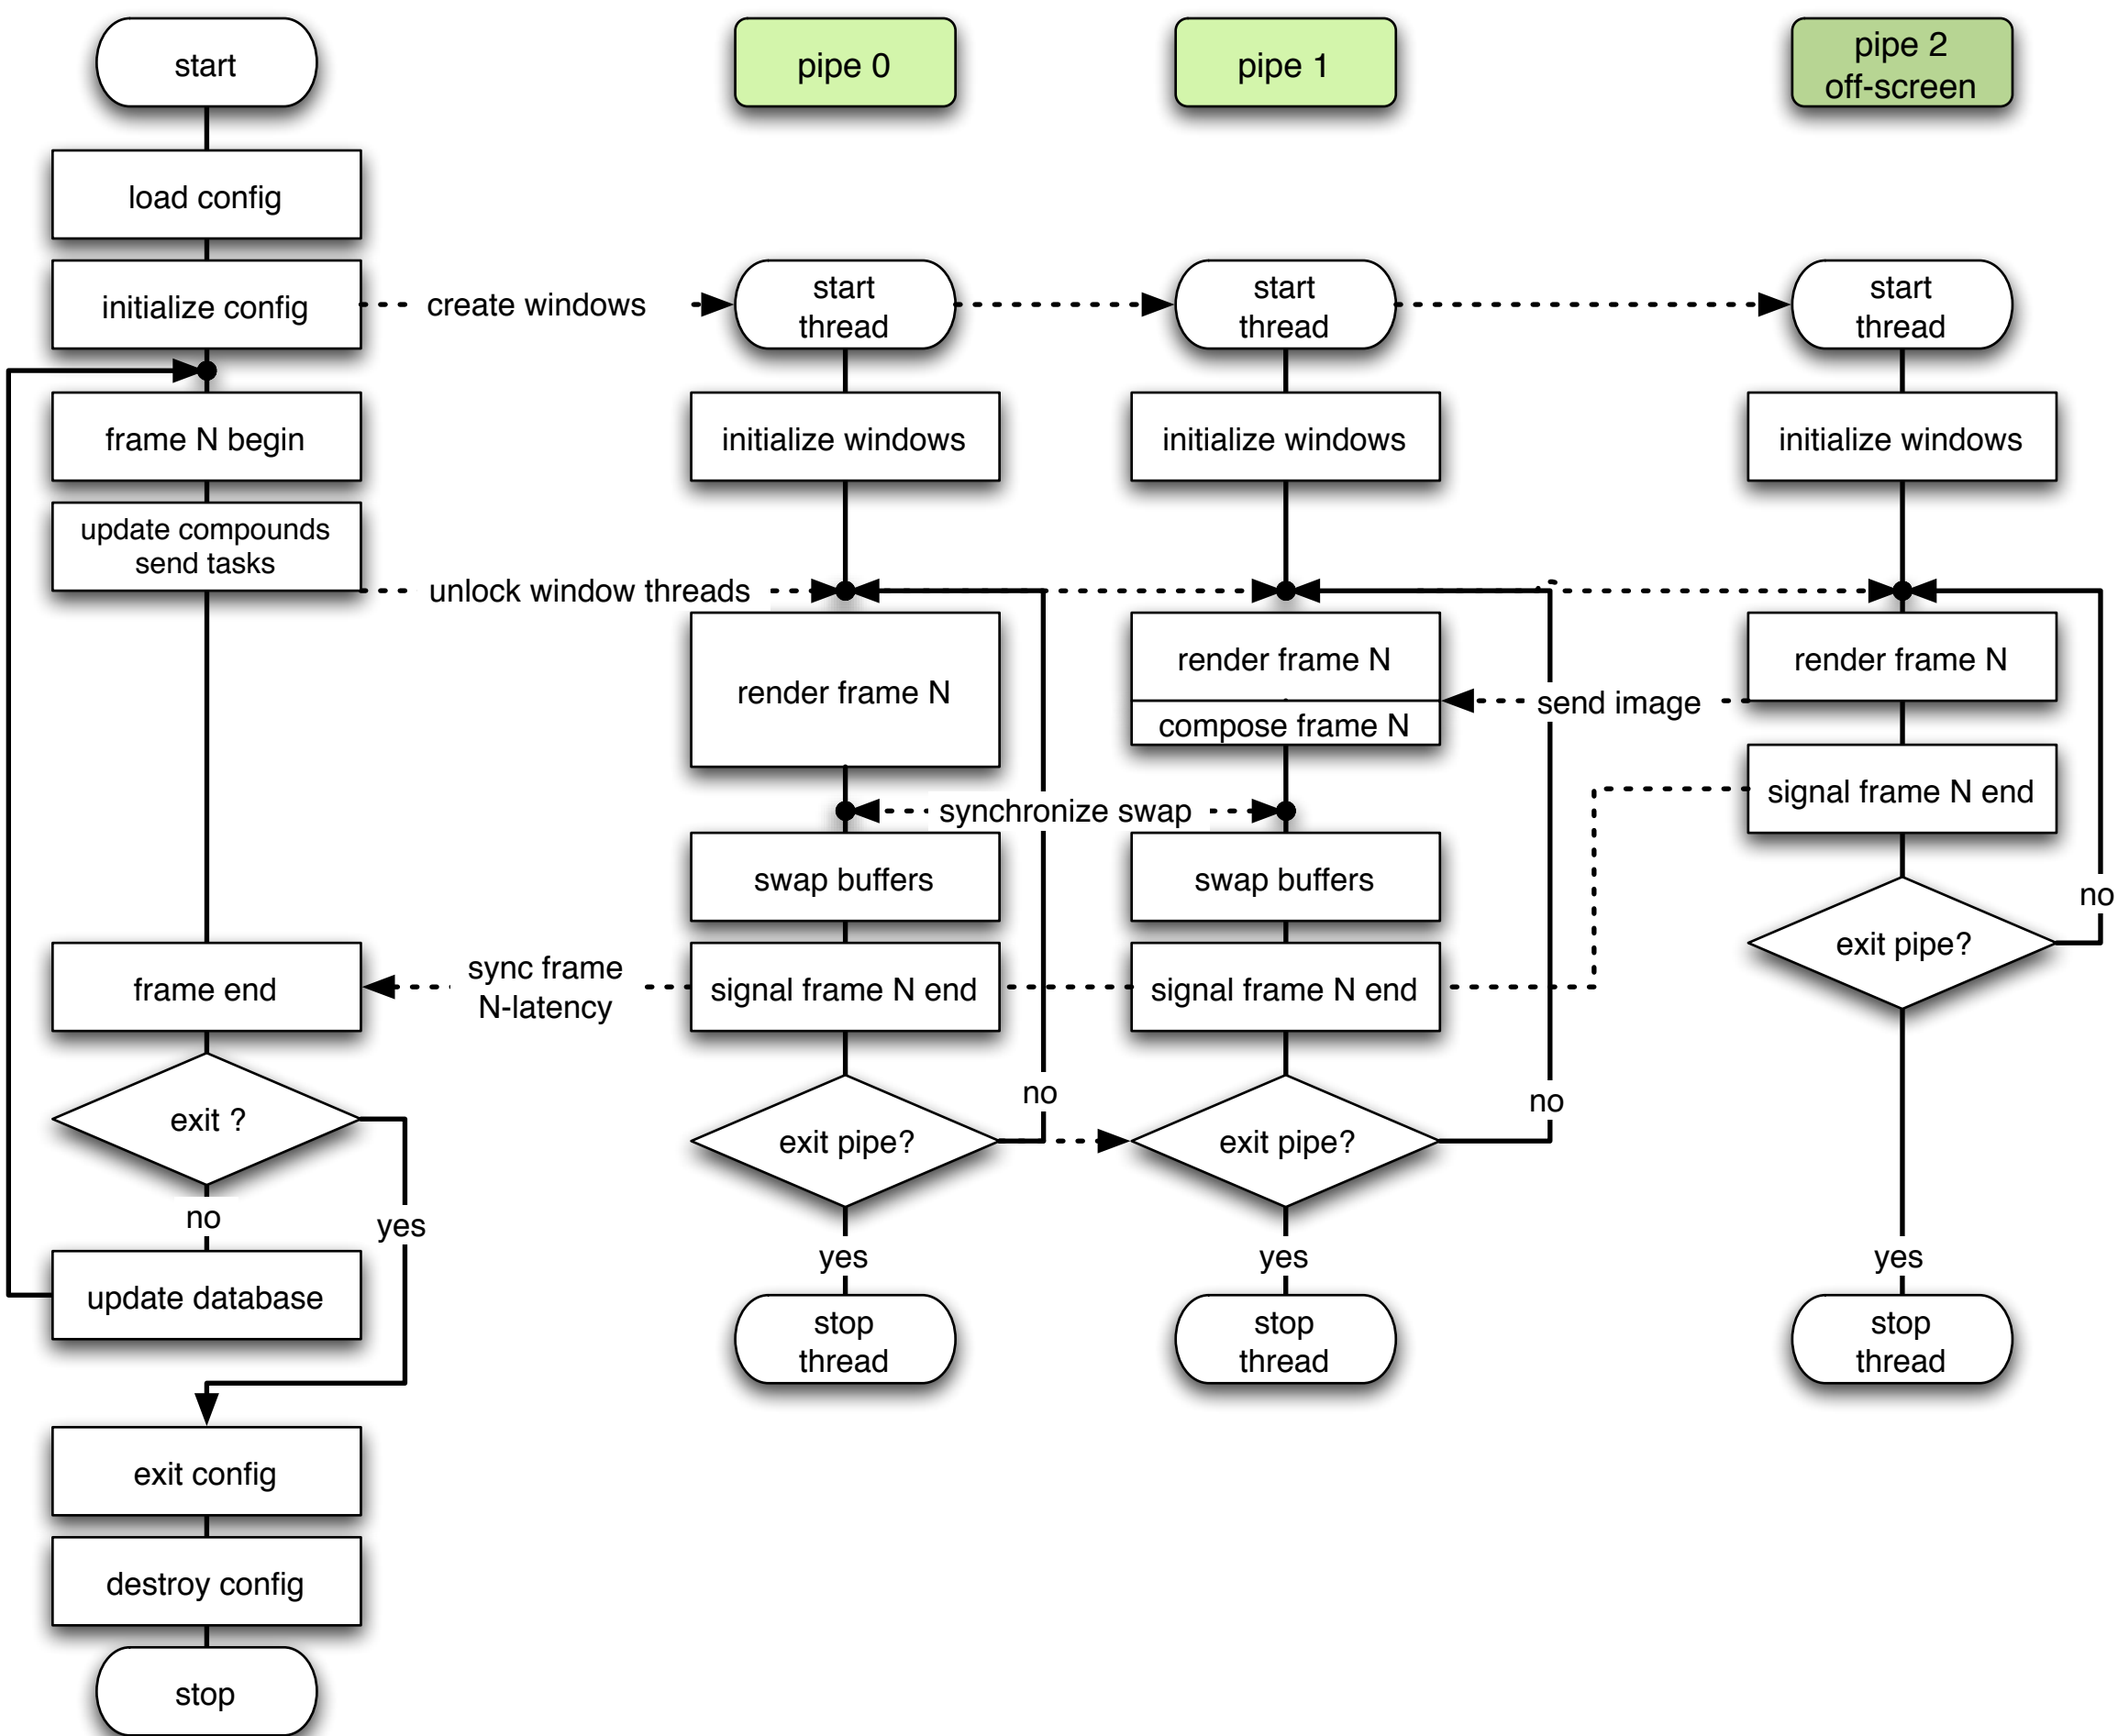 start
load config
initialize config
create windows
frame N begin
update compounds
send tasks
unlock window threads
frame end
sync frame
N-latency
exit ?
no
yes
update database
exit config
destroy config
stop
pipe 0
start
thread
initialize windows
render frame N
synchronize swap
swap buffers
signal frame N end
exit pipe?
no
yes
stop
thread
pipe 1
start
thread
initialize windows
render frame N
compose frame N
send image
swap buffers
signal frame N end
exit pipe?
no
yes
stop
thread
pipe 2
off-screen
start
thread
initialize windows
render frame N
signal frame N end
exit pipe?
no
yes
stop
thread